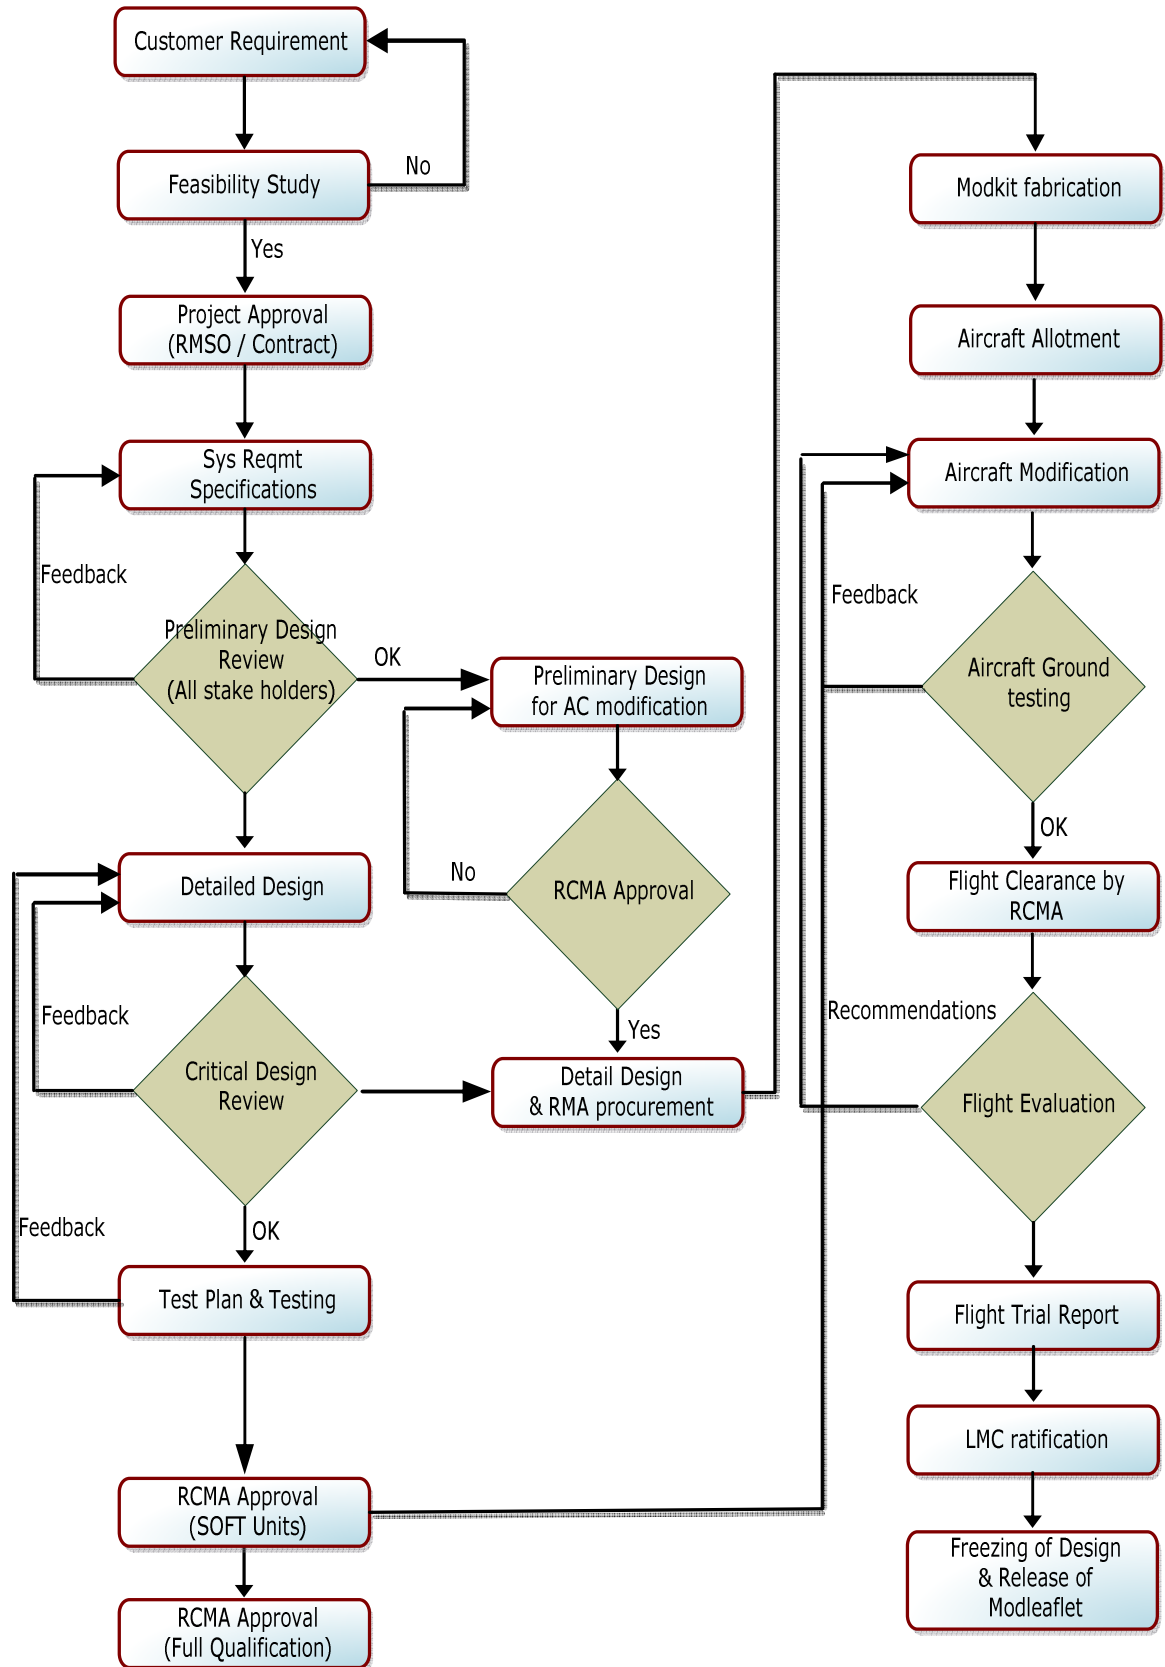 Customer Requirement
No
Feasibility Study
Yes
Project Approval
(RMSO / Contract)
Sys Reqmt
Specifications
Feedback
Preliminary Design
Review
(All stake holders)
OK
Detailed Design
Feedback
Critical Design
Review
OK
Feedback
Test Plan & Testing
RCMA Approval
(SOFT Units)
RCMA Approval
(Full Qualification)
Preliminary Design
for AC modification
No
RCMA Approval
Yes
Detail Design
& RMA procurement
Modkit fabrication
Aircraft Allotment
Aircraft Modification
Feedback
Aircraft Ground
testing
OK
Flight Clearance by
RCMA
Recommendations
Flight Evaluation
Flight Trial Report
LMC ratification
Freezing of Design
& Release of
Modleaflet